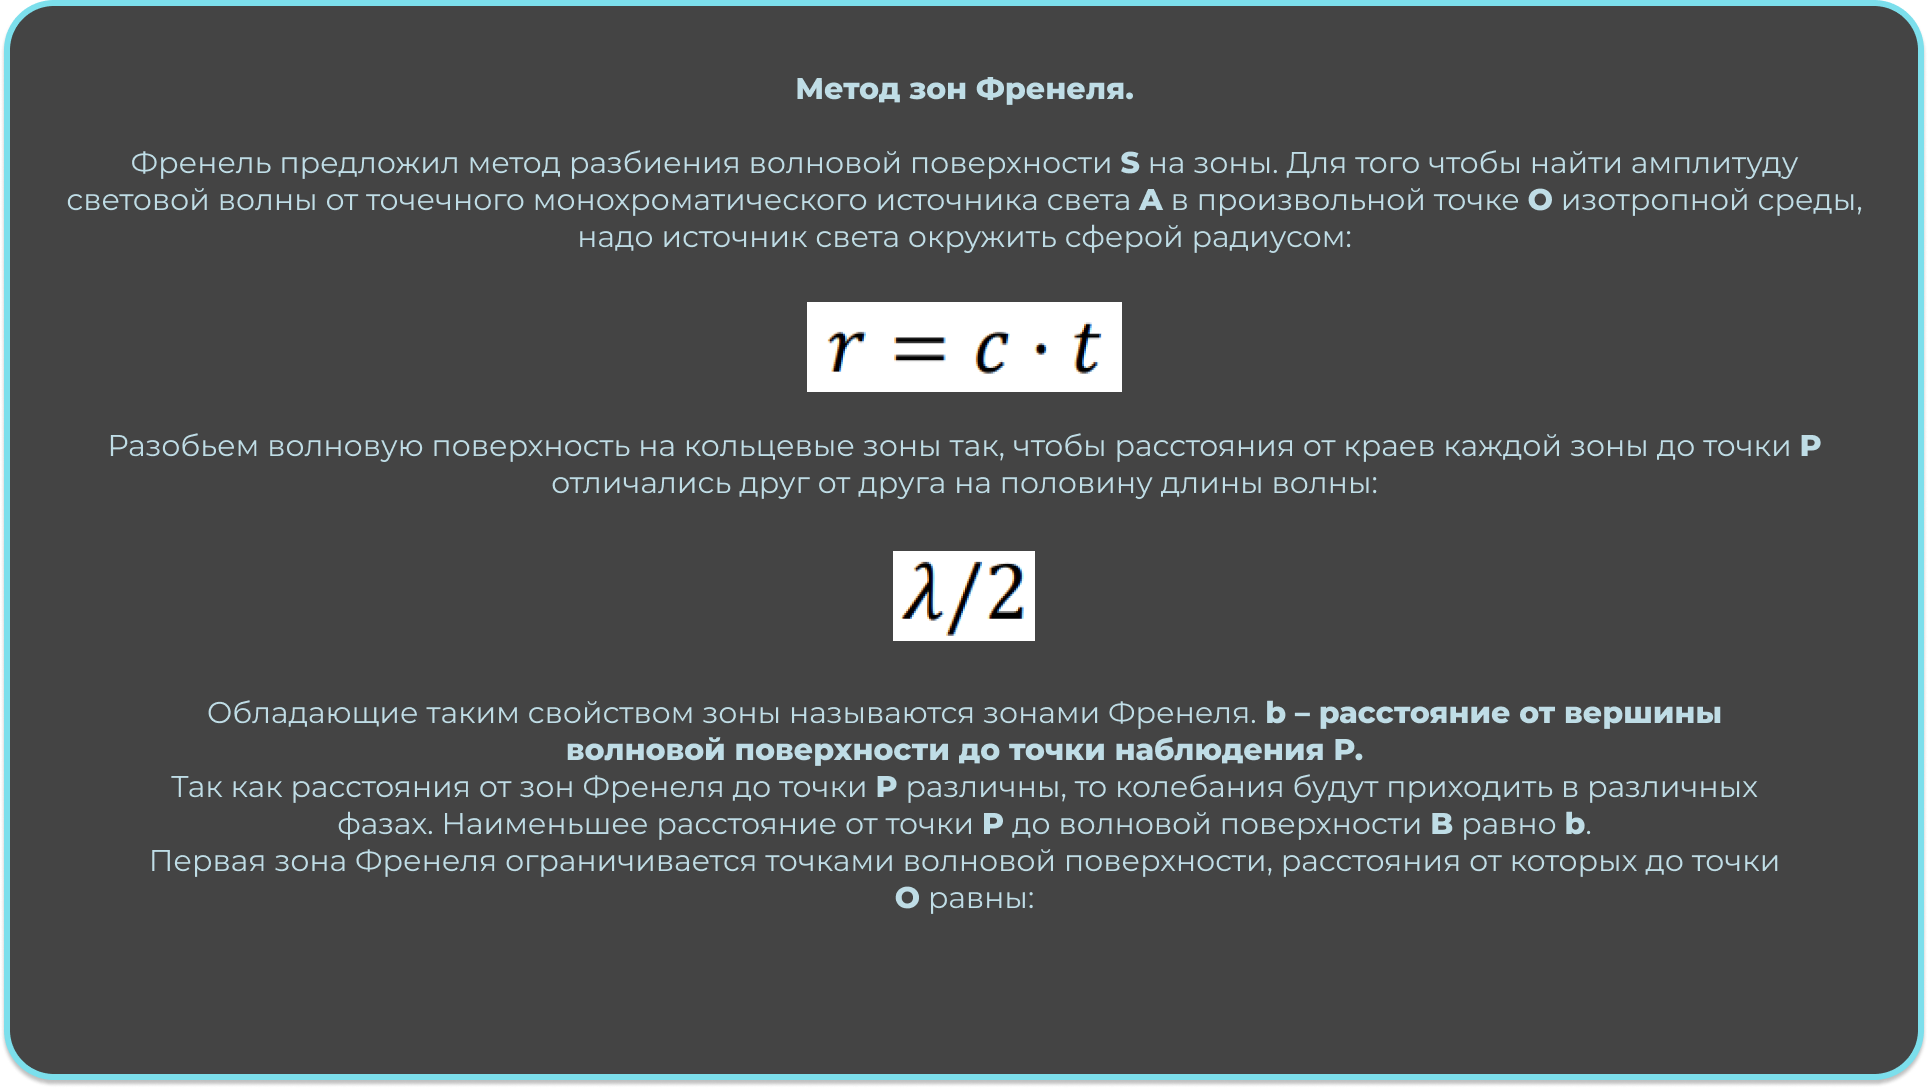 Метод зон Френеля.
Френель предложил метод разбиения волновой поверхности S на зоны. Для того чтобы найти амплитуду
световой волны от точечного монохроматического источника света A в произвольной точке O изотропной среды,
надо источник света окружить сферой радиусом:
r = c · t
Разобьем волновую поверхность на кольцевые зоны так, чтобы расстояния от краев каждой зоны до точки P
отличались друг от друга на половину длины волны:
λ/2
Обладающие таким свойством зоны называются зонами Френеля. b – расстояние от вершины
волновой поверхности до точки наблюдения P.
Так как расстояния от зон Френеля до точки P различны, то колебания будут приходить в различных
фазах. Наименьшее расстояние от точки P до волновой поверхности B равно b.
Первая зона Френеля ограничивается точками волновой поверхности, расстояния от которых до точки
O равны: